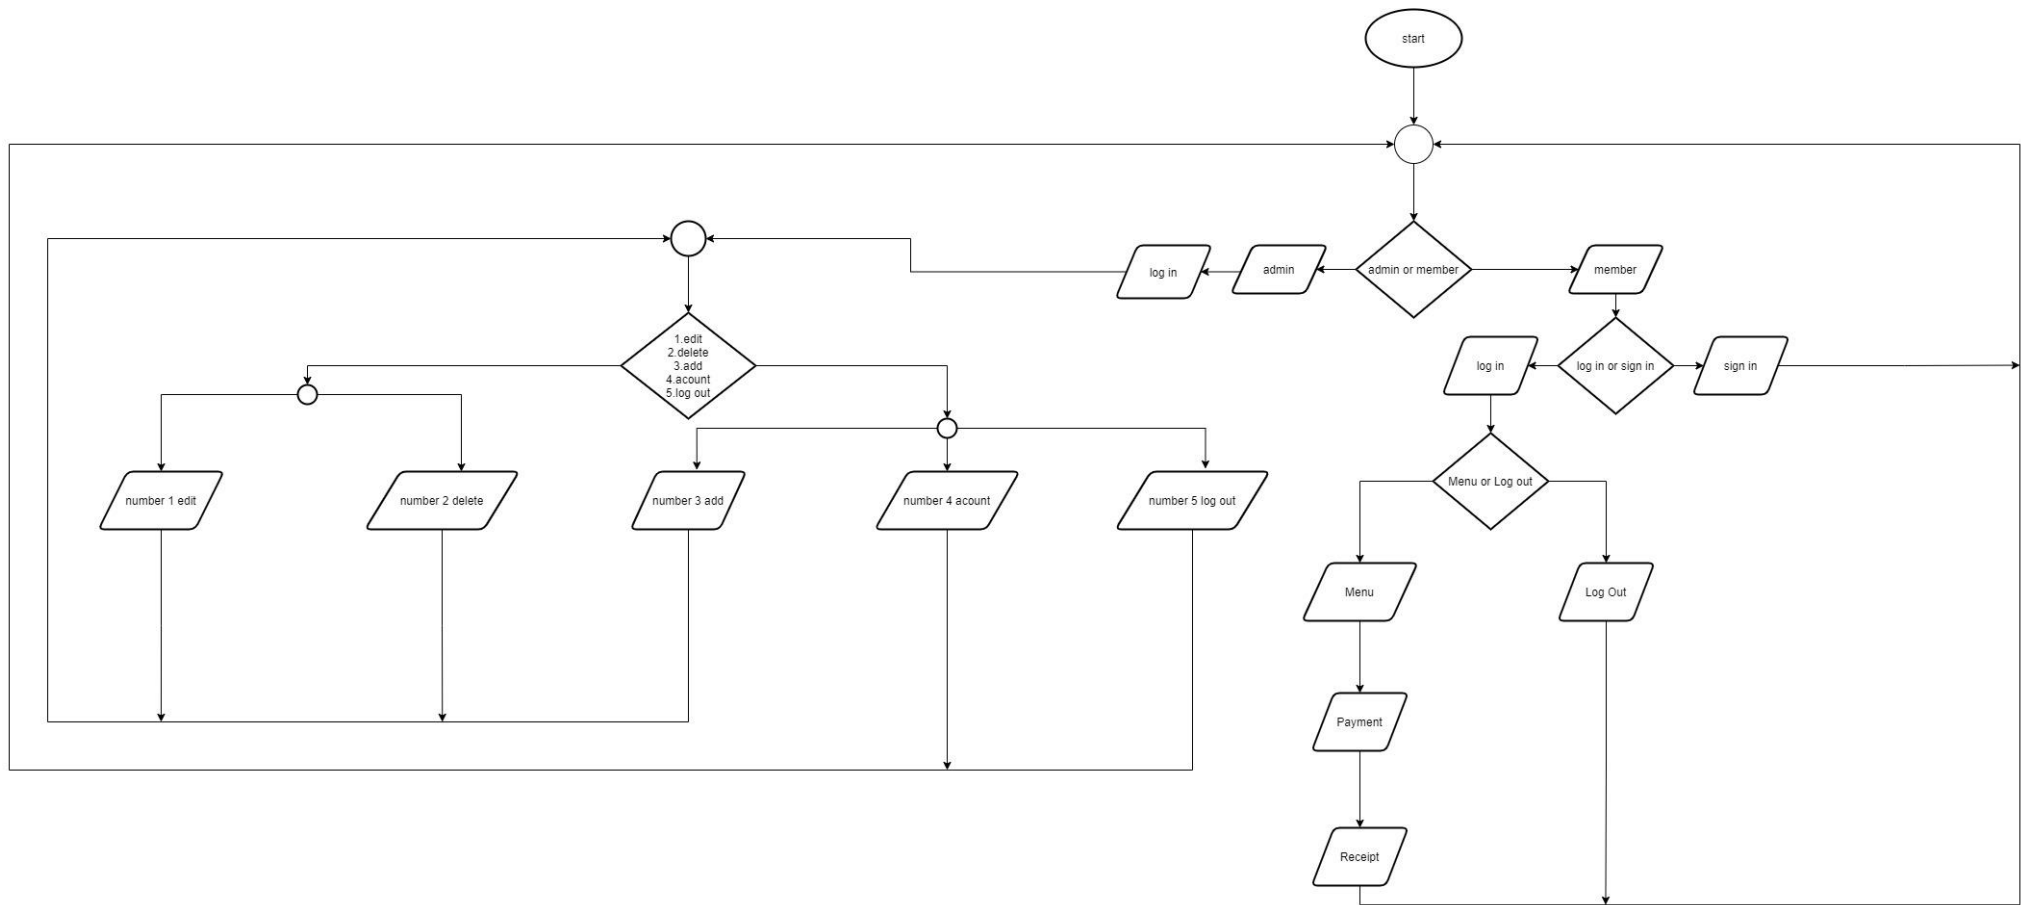 start
admin or member
admin
log in
member
log in or sign in
log in
sign in
1.edit
2.delete
3.add
4.acount
5.log out
number 1 edit
number 2 delete
number 3 add
number 4 acount
number 5 log out
Menu or Log out
Menu
Log Out
Payment
Receipt